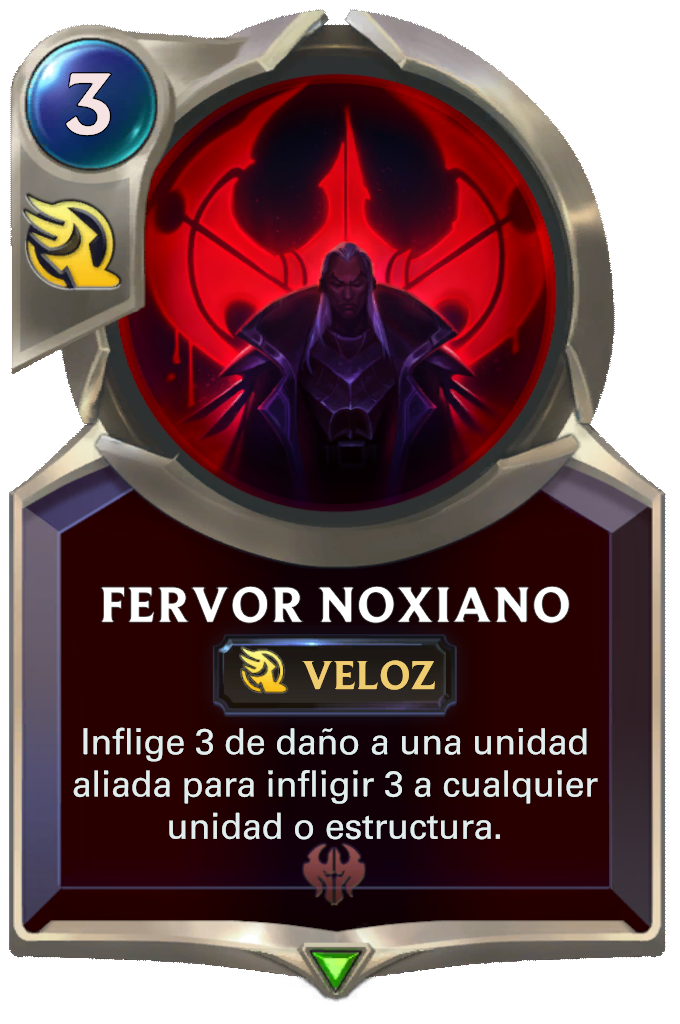 3
FERVOR NOXIANO
VELOZ
Inflige 3 de daño a una unidad
aliada para infligir 3 a cualquier
unidad o estructura.